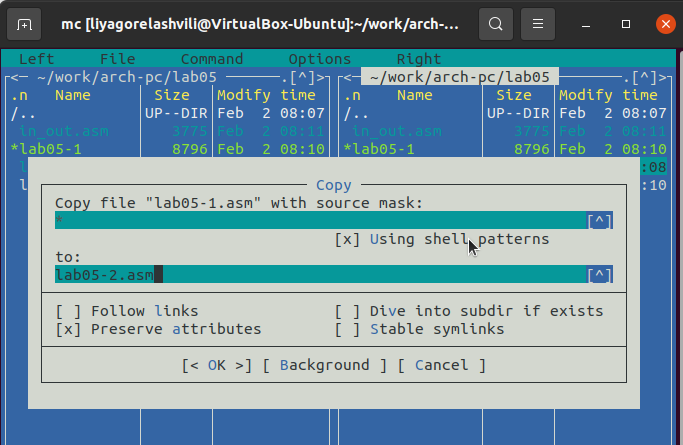 mc [liyagorelashvili@VirtualBox-Ubuntu]:~/work/arch-...
Left File Command Options Right
<— ~/work/arch-pc/lab05 .[^]> <— ~/work/arch-pc/lab05 .[^]>
.n Name Size Modify time .n Name Size Modify time
/.. UP--DIR Feb 2 08:07 /.. UP--DIR Feb 2 08:07
in_out.asm 3775 Feb 2 08:11 in_out.asm 3775 Feb 2 08:11
*lab05-1 8796 Feb 2 08:10 *lab05-1 8796 Feb 2 08:10
l :08
l :10
Copy
Copy file "lab05-1.asm" with source mask:
* [^]
[x] Using shell patterns
to:
lab05-2.asm [^]
[ ] Follow links [ ] Dive into subdir if exists
[x] Preserve attributes [ ] Stable symlinks
[< OK >] [ Background ] [ Cancel ]